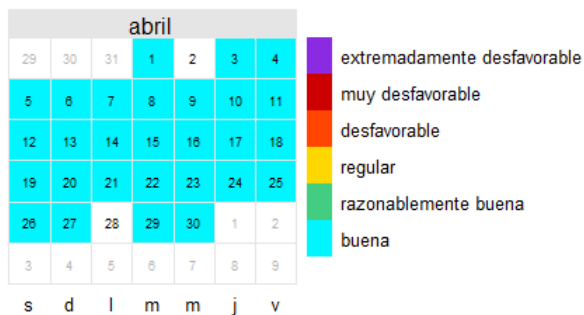 abril
29 30 31 1 2 3 4
5 6 7 8 9 10 11
12 13 14 15 16 17 18
19 20 21 22 23 24 25
26 27 28 29 30 1 2
3 4 5 6 7 8 9
s d l m m j v
extremadamente desfavorable
muy desfavorable
desfavorable
regular
razonablemente buena
buena